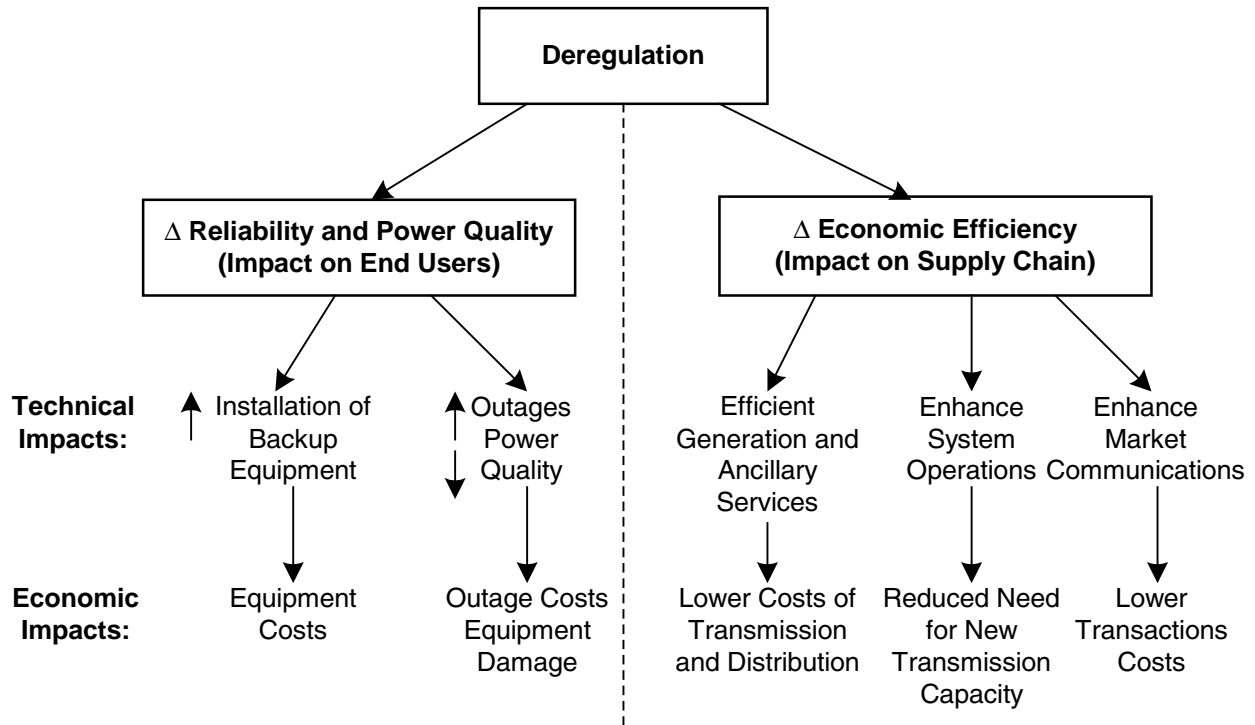 Deregulation
Δ Reliability and Power Quality
(Impact on End Users)
Δ Economic Efficiency
(Impact on Supply Chain)
Technical
Impacts:
Installation of
Backup
Equipment
Outages
Power
Quality
Efficient
Generation and
Ancillary
Services
Enhance
System
Operations
Enhance
Market
Communications
Economic
Impacts:
Equipment
Costs
Outage Costs
Equipment
Damage
Lower Costs of
Transmission
and Distribution
Reduced Need
for New
Transmission
Capacity
Lower
Transactions
Costs